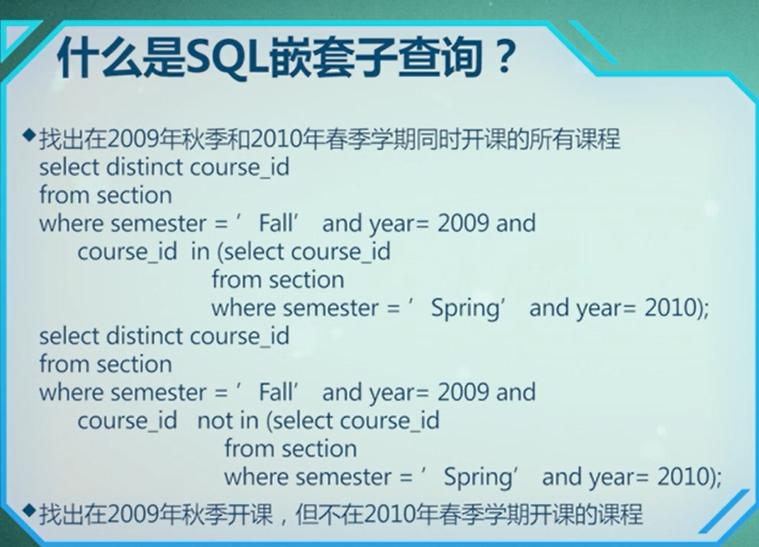 什么是SQL嵌套子查询？
◆找出在2009年秋季和2010年春季学期同时开课的所有课程
select distinct course_id
from section
where semester = ’Fall’ and year= 2009 and
course_id in (select course_id
from section
where semester = ’Spring’ and year= 2010);
select distinct course_id
from section
where semester = ’Fall’ and year= 2009 and
course_id not in (select course_id
from section
where semester = ’Spring’ and year= 2010);
◆找出在2009年秋季开课，但不在2010年春季学期开课的课程